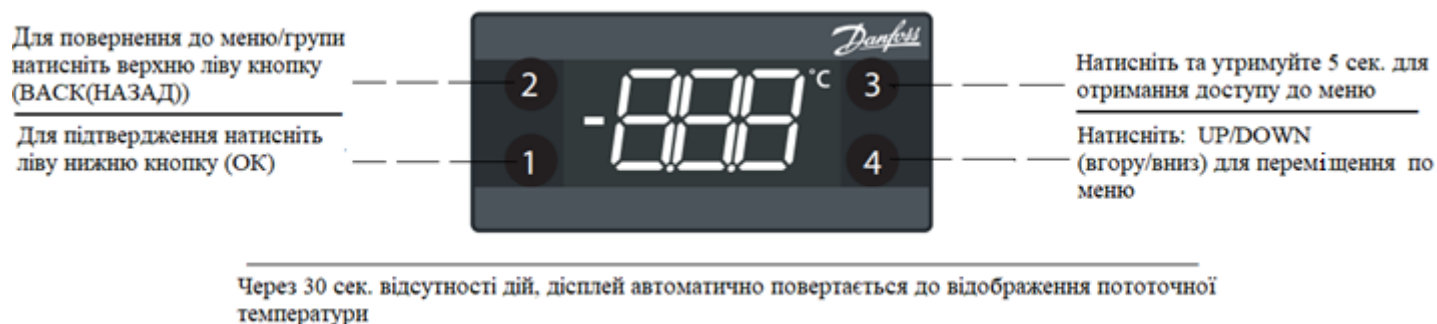 Для повернення до меню/групи
натисніть верхню ліву кнопку
(BACK(НАЗАД))
Для підтвердження натисніть
ліву нижню кнопку (OK)
Danfoss
2
1
-888 °C
3
4
Натисніть та утримуйте 5 сек. для
отримання доступу до меню
Натисніть: UP/DOWN
(вгору/вниз) для переміщення по
меню
Через 30 сек. відсутності дій, дісплей автоматично повертається до відображення пототочної
температури